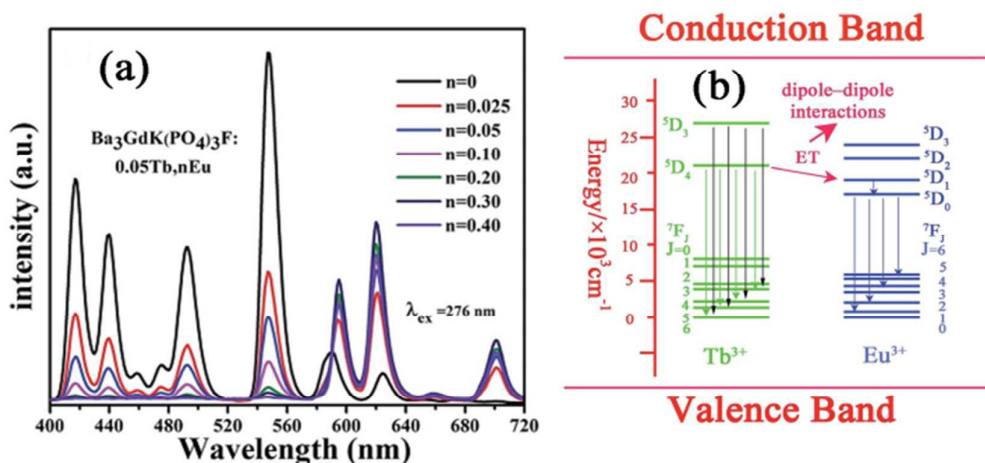 (a)
Ba₃GdK(PO₄)₃F:
0.05Tb,nEu
n=0
n=0.025
n=0.05
n=0.10
n=0.20
n=0.30
n=0.40
λex =276 nm
intensity (a.u.)
400 440 480 520 560 600 640 680 720
Wavelength (nm)
Conduction Band
(b)
dipole–dipole
interactions
ET
Energy/×10³cm⁻¹
30
25
20
15
10
5
0
⁵D₃
⁵D₄
⁷FJ
J=0
1
2
3
4
5
6
Tb³⁺
⁵D₃
⁵D₂
⁵D₁
⁵D₀
⁷FJ
J=6
5
4
3
2
1
0
Eu³⁺
Valence Band